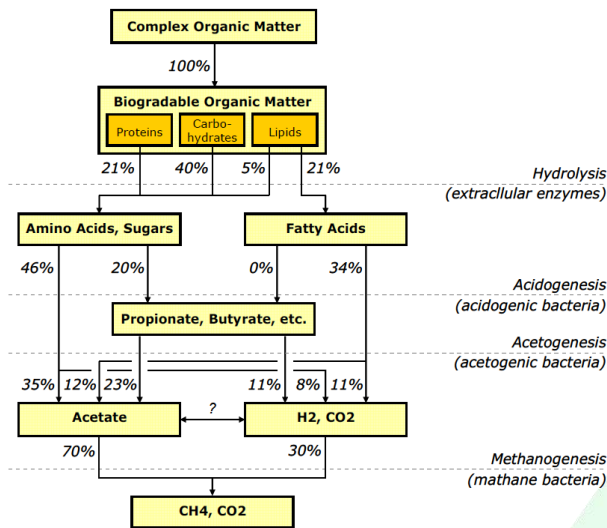 Complex Organic Matter
100%
Biogradable Organic Matter
Proteins
Carbo-
hydrates
Lipids
21%
40%
5%
21%
Hydrolysis
(extracllular enzymes)
Amino Acids, Sugars
Fatty Acids
46%
20%
0%
34%
Acidogenesis
(acidogenic bacteria)
Propionate, Butyrate, etc.
Acetogenesis
(acetogenic bacteria)
35%
12%
23%
11%
8%
11%
Acetate
?
H2, CO2
70%
30%
Methanogenesis
(mathane bacteria)
CH4, CO2